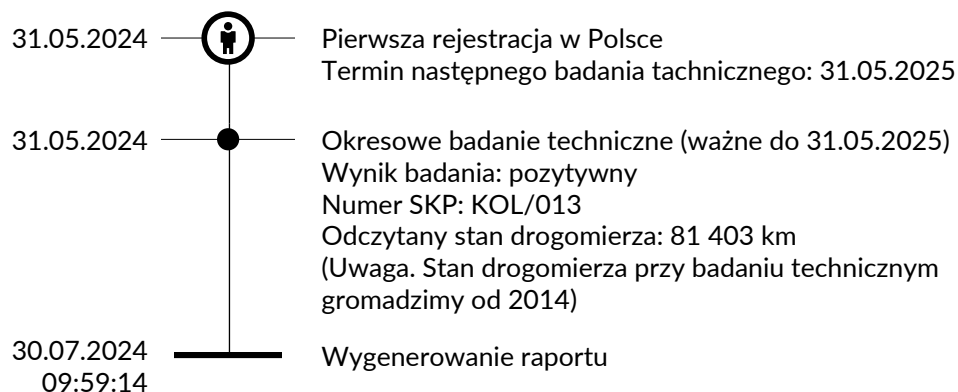 31.05.2024
Pierwsza rejestracja w Polsce
Termin następnego badania tachnicznego: 31.05.2025
31.05.2024
Okresowe badanie techniczne (ważne do 31.05.2025)
Wynik badania: pozytywny
Numer SKP: KOL/013
Odczytany stan drogomierza: 81 403 km
(Uwaga. Stan drogomierza przy badaniu technicznym
gromadzimy od 2014)
30.07.2024
09:59:14
Wygenerowanie raportu